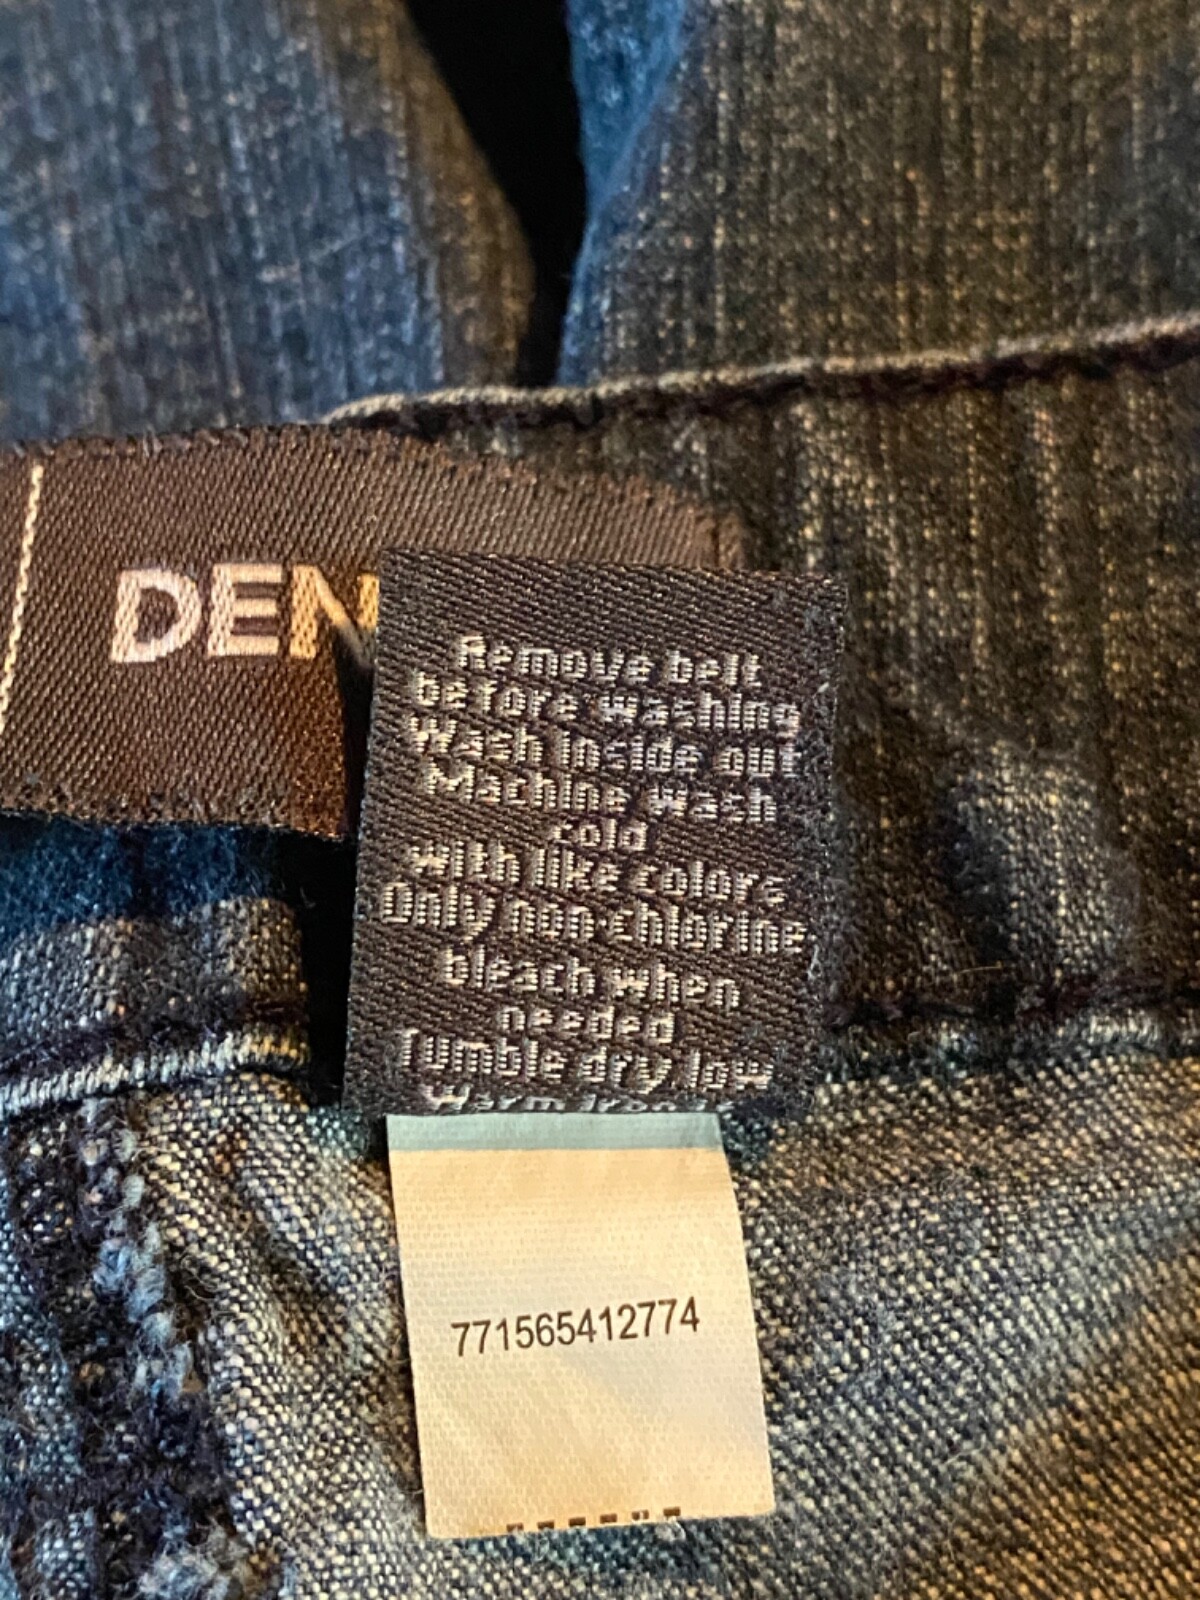 DEN
Remove belt
before washing
Wash inside out
Machine wash
cold
with like colors
Only non-chlorine
bleach when
needed
Tumble dry low
Warm iron
771565412774